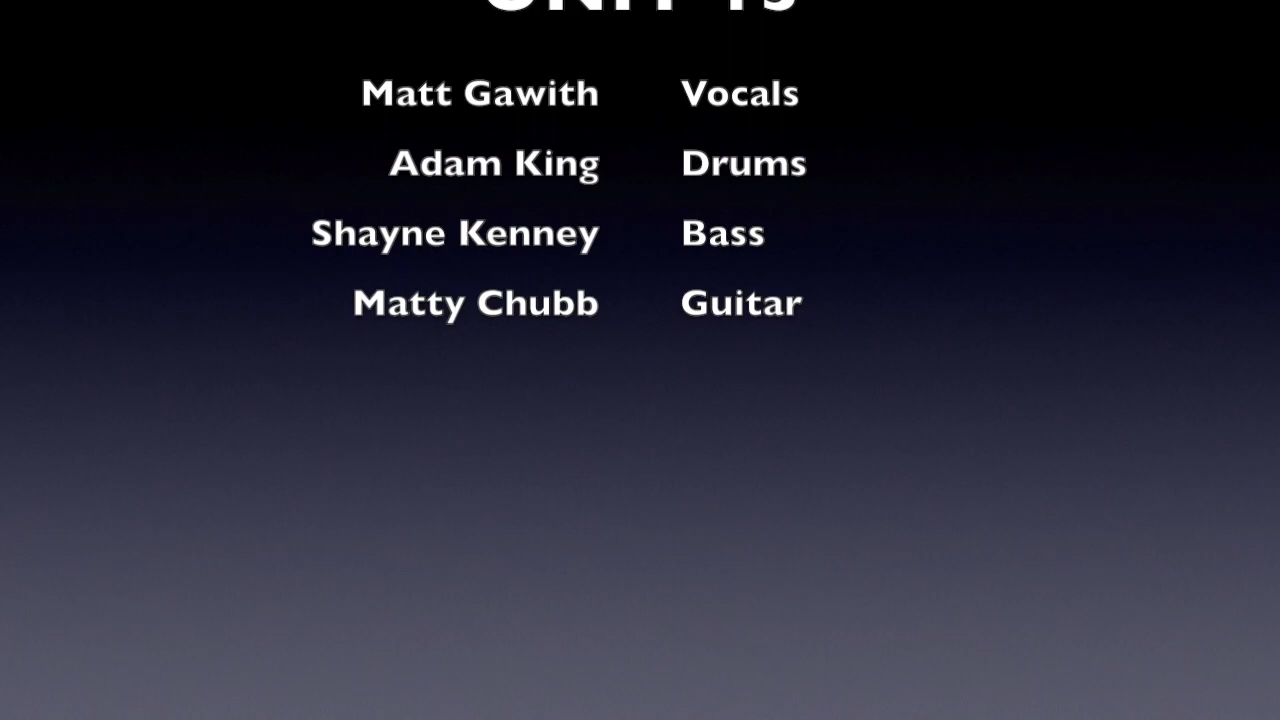 Matt Gawith Vocals
Adam King Drums
Shayne Kenney Bass
Matty Chubb Guitar